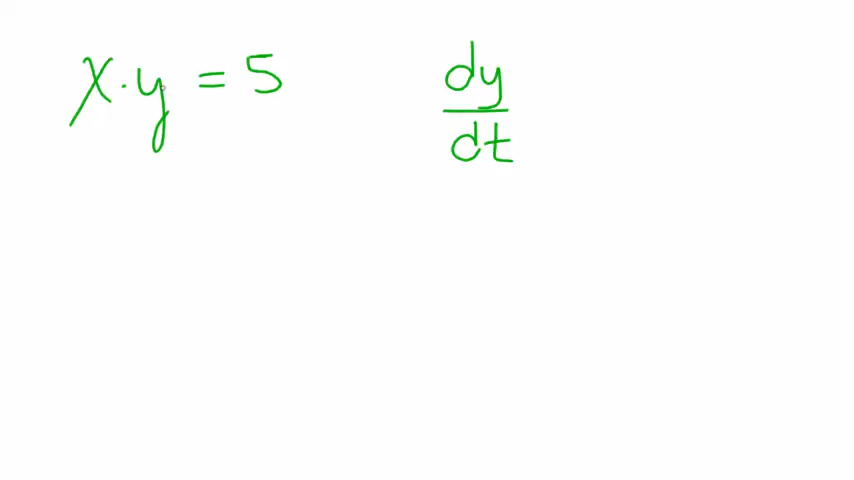 x · y = 5
dy/dt